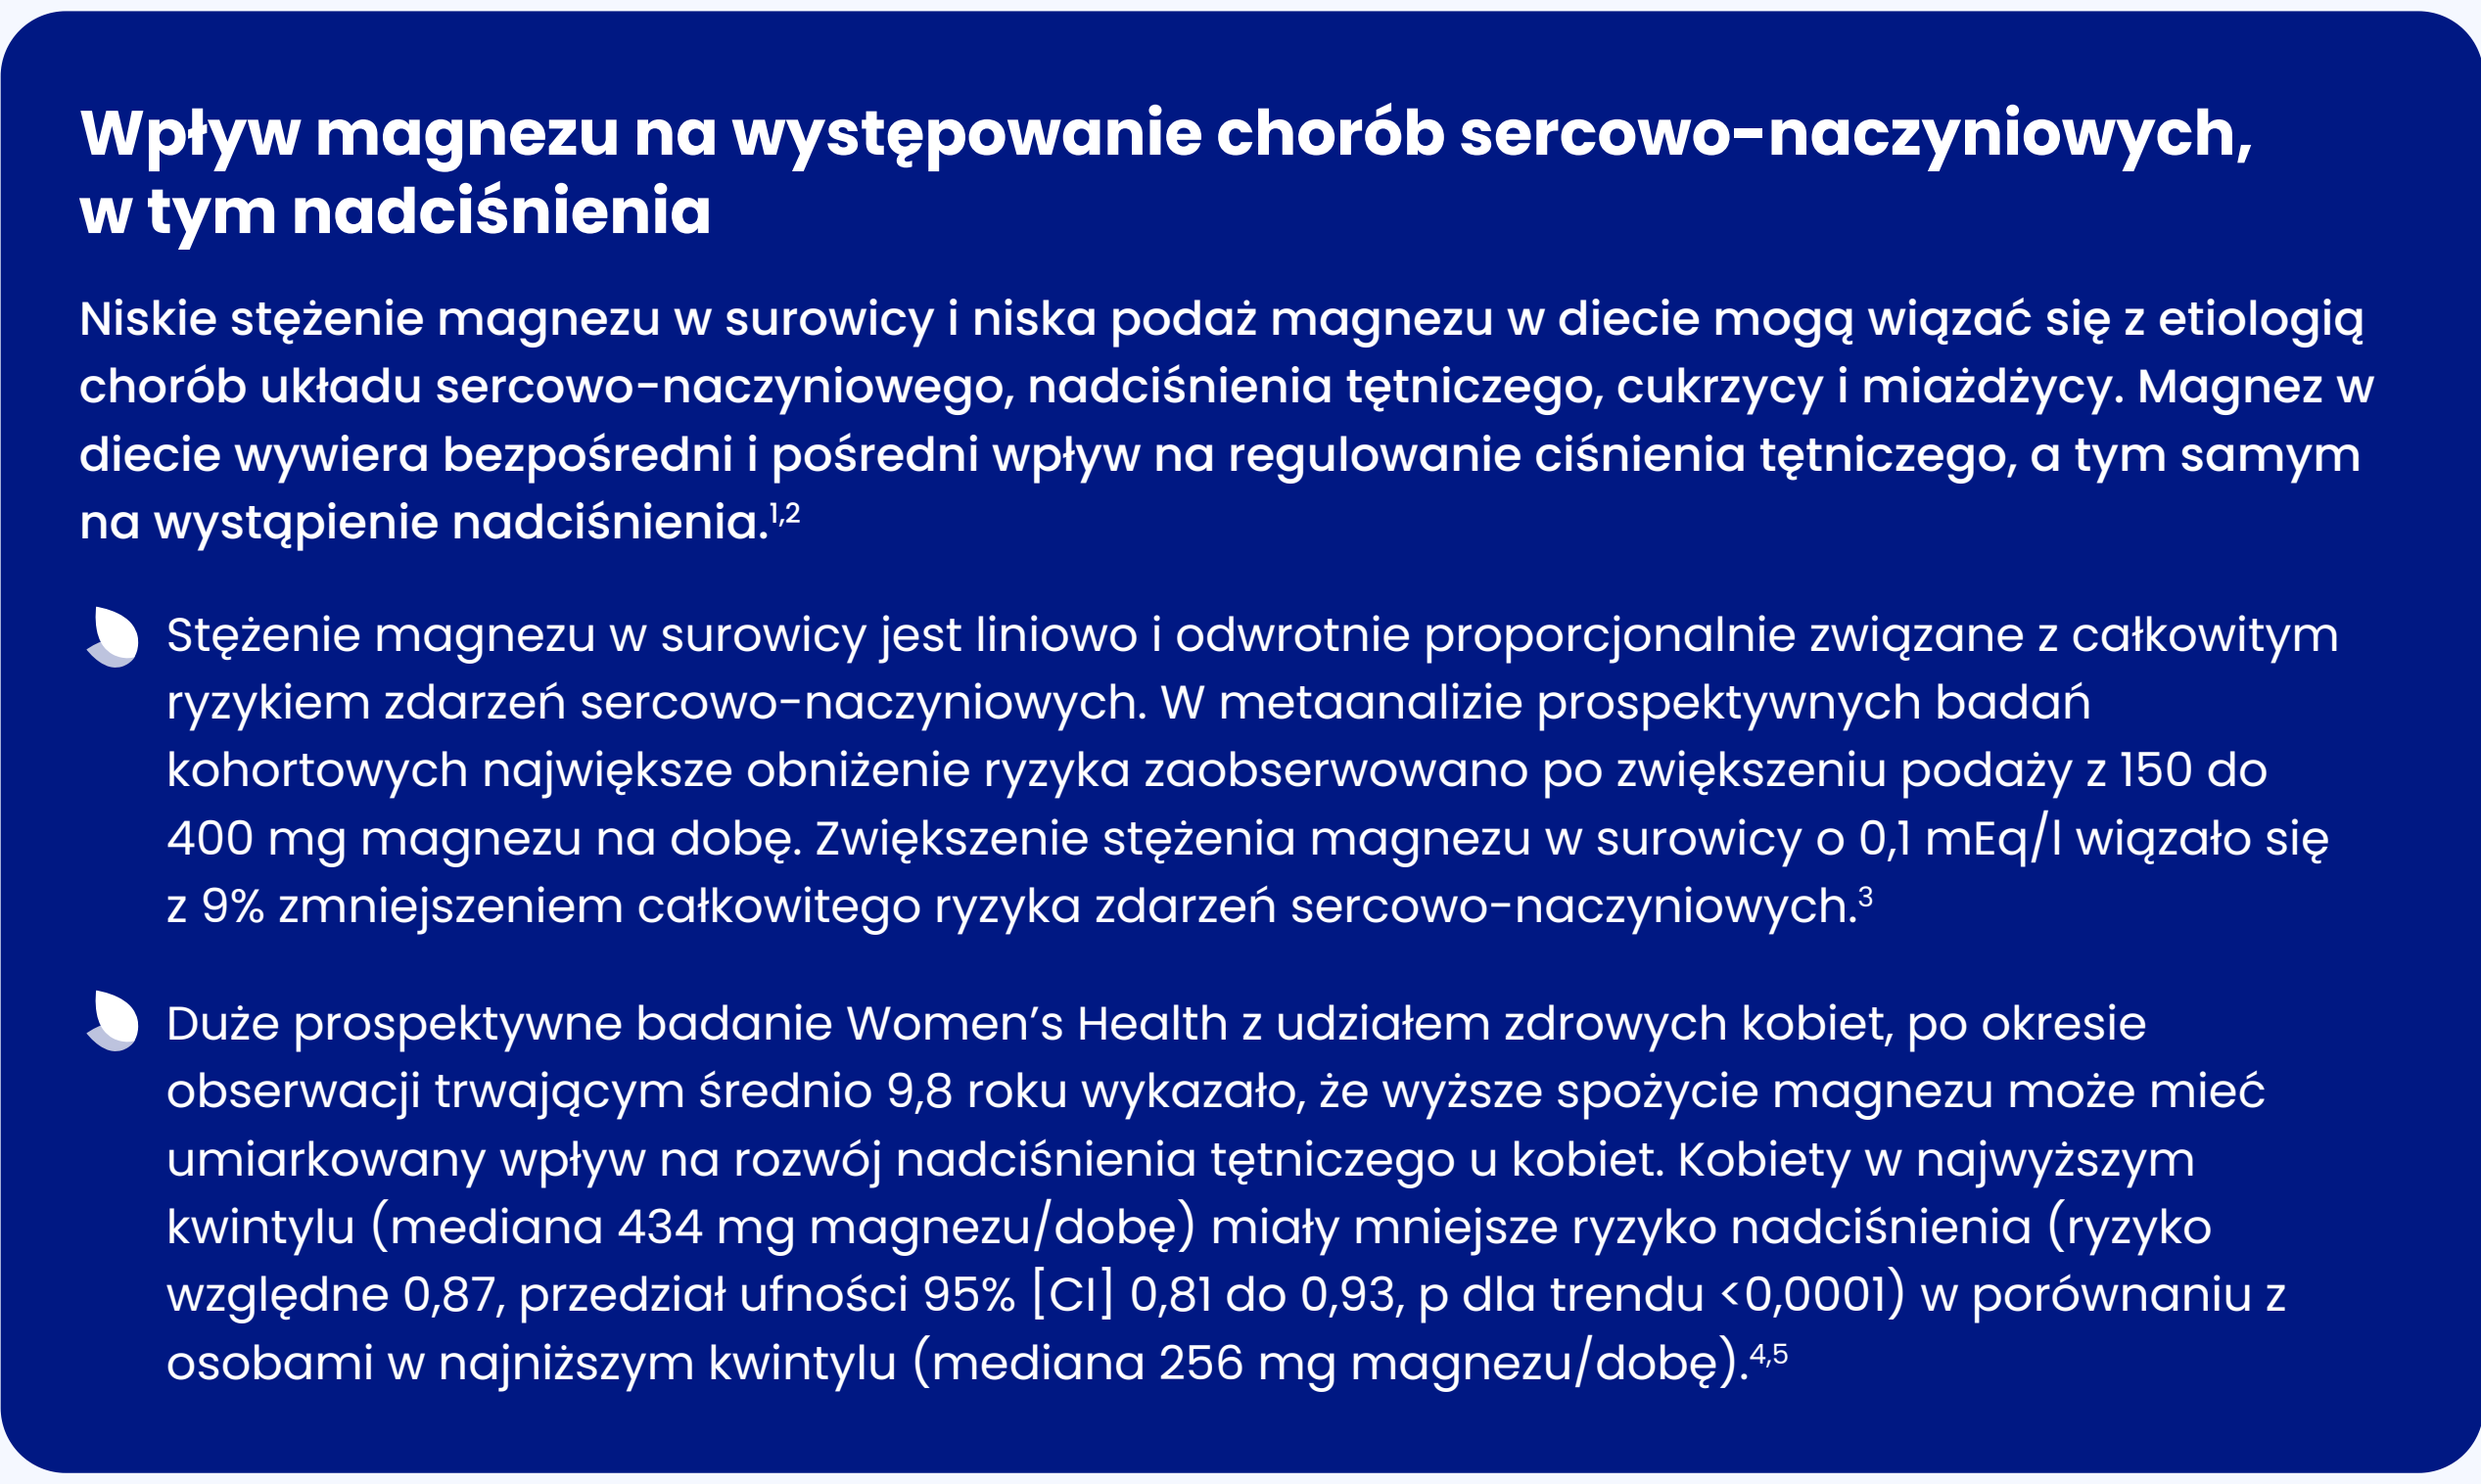 Wpływ magnezu na występowanie chorób sercowo-naczyniowych,
w tym nadciśnienia
Niskie stężenie magnezu w surowicy i niska podaż magnezu w diecie mogą wiązać się z etiologią
chorób układu sercowo-naczyniowego, nadciśnienia tętniczego, cukrzycy i miażdżycy. Magnez w
diecie wywiera bezpośredni i pośredni wpływ na regulowanie ciśnienia tętniczego, a tym samym
na wystąpienie nadciśnienia.1,2
Stężenie magnezu w surowicy jest liniowo i odwrotnie proporcjonalnie związane z całkowitym
ryzykiem zdarzeń sercowo-naczyniowych. W metaanalizie prospektywnych badań
kohortowych największe obniżenie ryzyka zaobserwowano po zwiększeniu podaży z 150 do
400 mg magnezu na dobę. Zwiększenie stężenia magnezu w surowicy o 0,1 mEq/l wiązało się
z 9% zmniejszeniem całkowitego ryzyka zdarzeń sercowo-naczyniowych.3
Duże prospektywne badanie Women’s Health z udziałem zdrowych kobiet, po okresie
obserwacji trwającym średnio 9,8 roku wykazało, że wyższe spożycie magnezu może mieć
umiarkowany wpływ na rozwój nadciśnienia tętniczego u kobiet. Kobiety w najwyższym
kwintylu (mediana 434 mg magnezu/dobę) miały mniejsze ryzyko nadciśnienia (ryzyko
względne 0,87, przedział ufności 95% [CI] 0,81 do 0,93, p dla trendu <0,0001) w porównaniu z
osobami w najniższym kwintylu (mediana 256 mg magnezu/dobę).4,5